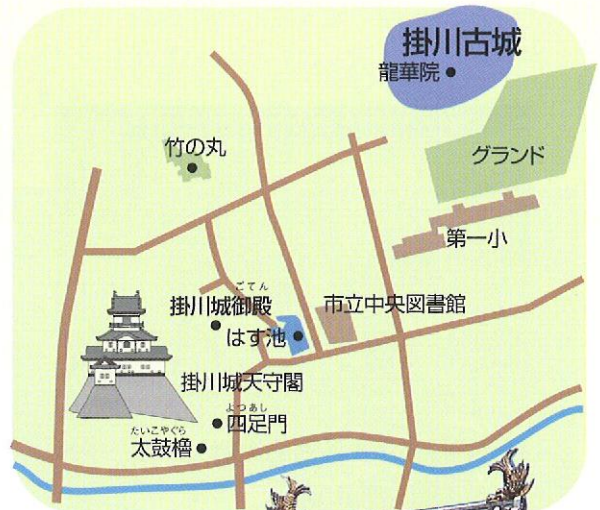 掛川古城
龍華院
竹の丸
グランド
第一小
ごてん
掛川城御殿
市立中央図書館
はす池
掛川城天守閣
よつあし
四足門
たいこやぐら
太鼓櫓